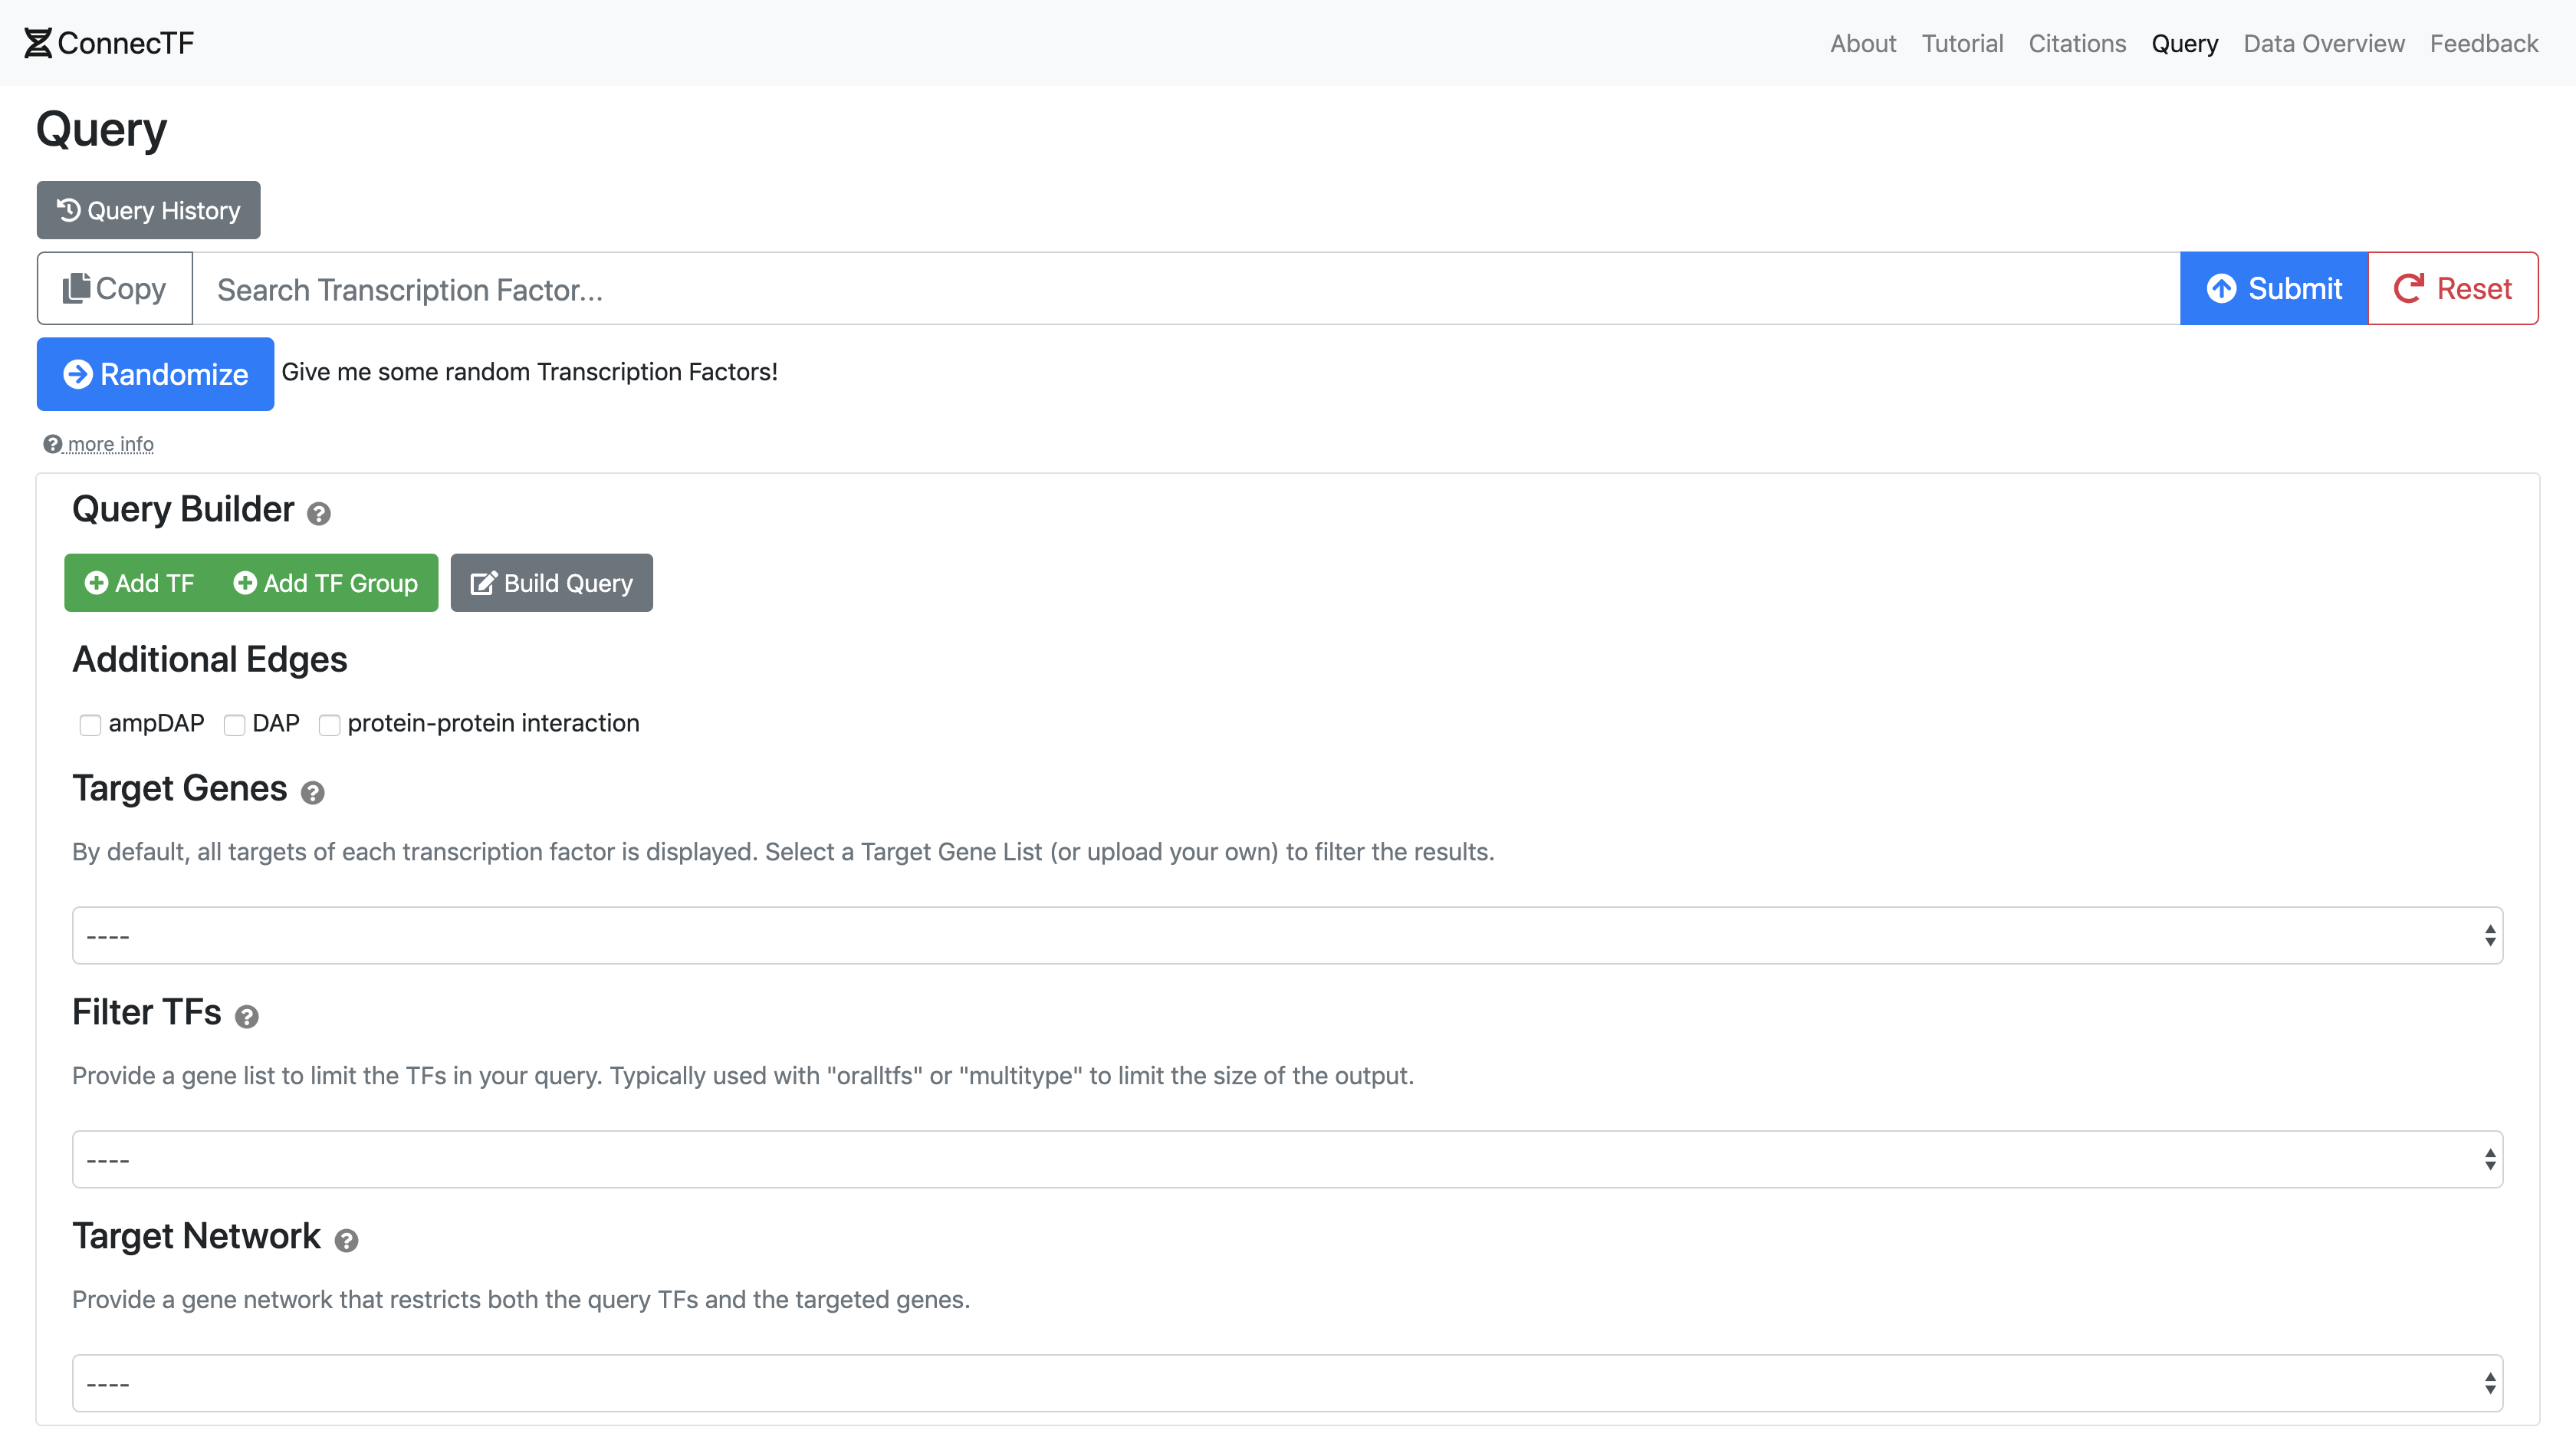 ConnecTF
About Tutorial Citations Query Data Overview Feedback
Query
Query History
Copy Search Transcription Factor... Submit Reset
Randomize Give me some random Transcription Factors!
more info
Query Builder
Add TF Add TF Group Build Query
Additional Edges
ampDAP DAP protein-protein interaction
Target Genes
By default, all targets of each transcription factor is displayed. Select a Target Gene List (or upload your own) to filter the results.
----
Filter TFs
Provide a gene list to limit the TFs in your query. Typically used with "oralltfs" or "multitype" to limit the size of the output.
----
Target Network
Provide a gene network that restricts both the query TFs and the targeted genes.
----